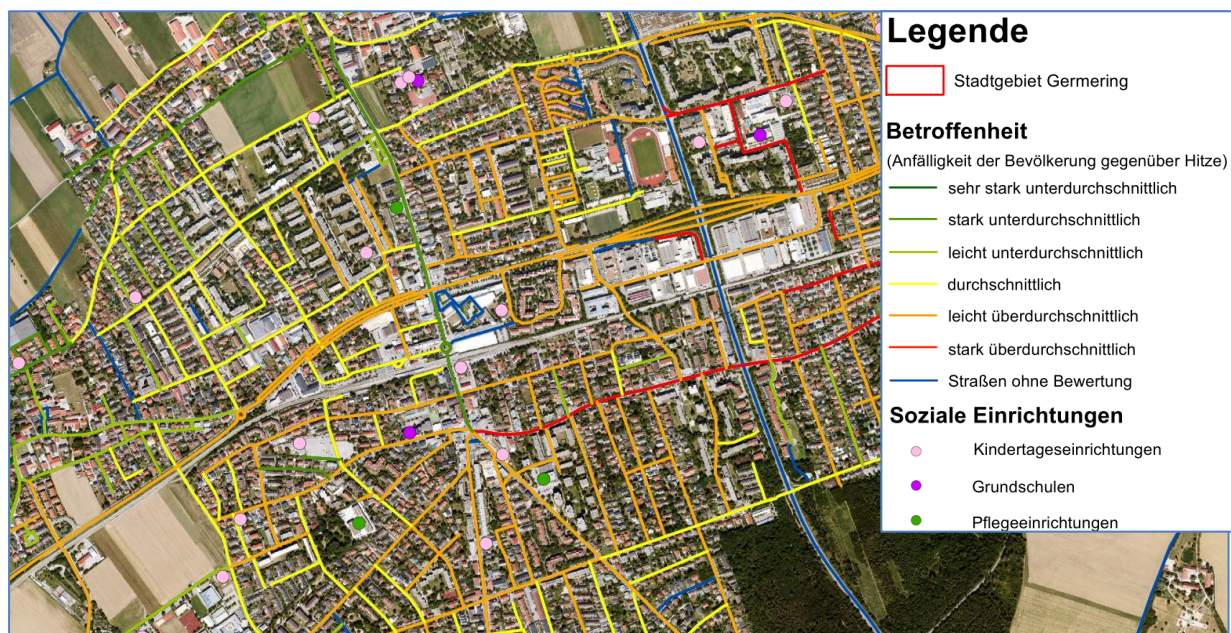 Legende
Stadtgebiet Germering
Betroffenheit
(Anfälligkeit der Bevölkerung gegenüber Hitze)
sehr stark unterdurchschnittlich
stark unterdurchschnittlich
leicht unterdurchschnittlich
durchschnittlich
leicht überdurchschnittlich
stark überdurchschnittlich
Straßen ohne Bewertung
Soziale Einrichtungen
Kindertageseinrichtungen
Grundschulen
Pflegeeinrichtungen